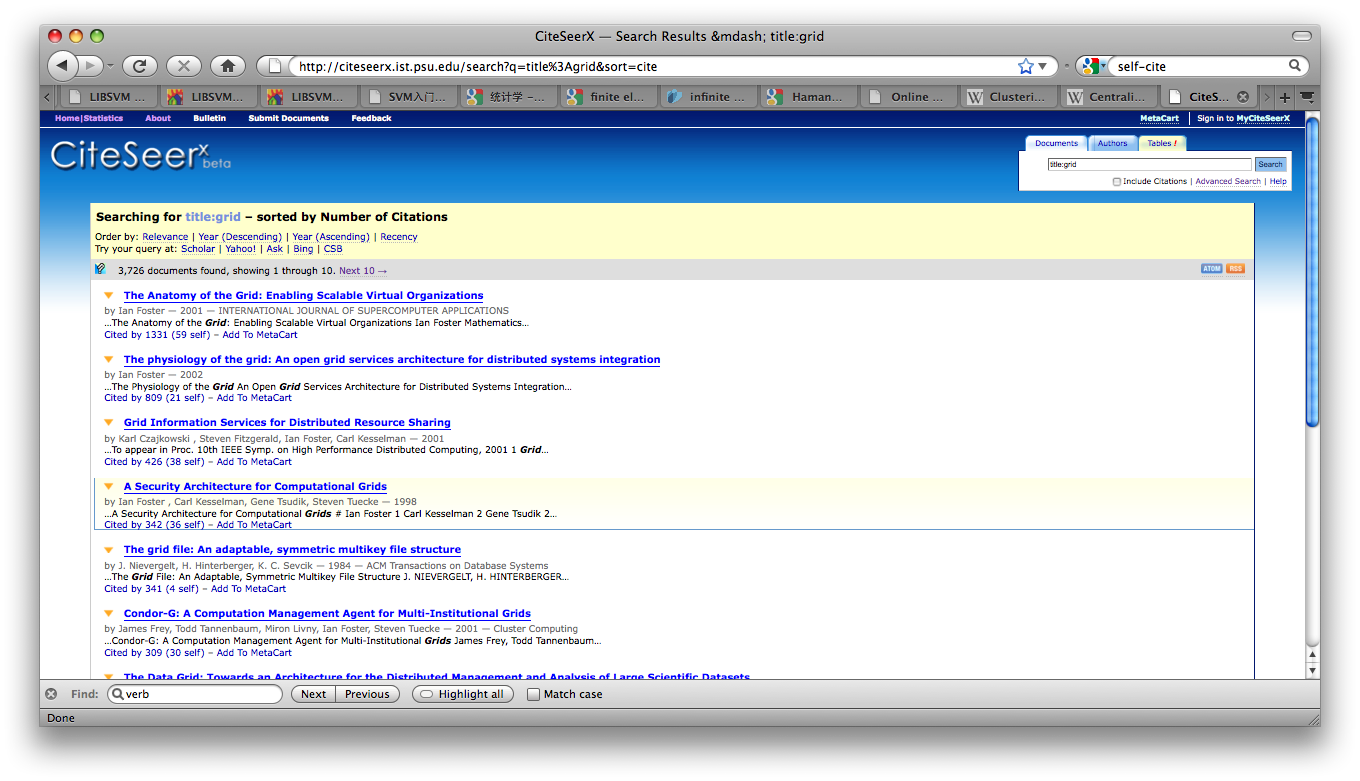 CiteSeerX — Search Results &mdash; title:grid
http://citeseerx.ist.psu.edu/search?q=title%3Agrid&sort=cite
self-cite
LIBSVM ...
LIBSVM...
LIBSVM...
SVM入门...
统计学 –...
finite el...
infinite ...
Haman...
Online ...
Clusteri...
Centrali...
CiteS...
Home|Statistics About Bulletin Submit Documents Feedback
MetaCart Sign in to MyCiteSeerX
CiteSeerx beta
Documents Authors Tables !
title:grid Search
Include Citations | Advanced Search | Help
Searching for title:grid – sorted by Number of Citations
Order by: Relevance | Year (Descending) | Year (Ascending) | Recency
Try your query at: Scholar | Yahoo! | Ask | Bing | CSB
3,726 documents found, showing 1 through 10. Next 10 →
ATOM RSS
The Anatomy of the Grid: Enabling Scalable Virtual Organizations
by Ian Foster — 2001 — INTERNATIONAL JOURNAL OF SUPERCOMPUTER APPLICATIONS
...The Anatomy of the Grid: Enabling Scalable Virtual Organizations Ian Foster Mathematics...
Cited by 1331 (59 self) – Add To MetaCart
The physiology of the grid: An open grid services architecture for distributed systems integration
by Ian Foster — 2002
...The Physiology of the Grid An Open Grid Services Architecture for Distributed Systems Integration...
Cited by 809 (21 self) – Add To MetaCart
Grid Information Services for Distributed Resource Sharing
by Karl Czajkowski , Steven Fitzgerald, Ian Foster, Carl Kesselman — 2001
...To appear in Proc. 10th IEEE Symp. on High Performance Distributed Computing, 2001 1 Grid...
Cited by 426 (38 self) – Add To MetaCart
A Security Architecture for Computational Grids
by Ian Foster , Carl Kesselman, Gene Tsudik, Steven Tuecke — 1998
...A Security Architecture for Computational Grids # Ian Foster 1 Carl Kesselman 2 Gene Tsudik 2...
Cited by 342 (36 self) – Add To MetaCart
The grid file: An adaptable, symmetric multikey file structure
by J. Nievergelt, H. Hinterberger, K. C. Sevcik — 1984 — ACM Transactions on Database Systems
...The Grid File: An Adaptable, Symmetric Multikey File Structure J. NIEVERGELT, H. HINTERBERGER...
Cited by 341 (4 self) – Add To MetaCart
Condor-G: A Computation Management Agent for Multi-Institutional Grids
by James Frey, Todd Tannenbaum, Miron Livny, Ian Foster, Steven Tuecke — 2001 — Cluster Computing
...Condor-G: A Computation Management Agent for Multi-Institutional Grids James Frey, Todd Tannenbaum...
Cited by 309 (30 self) – Add To MetaCart
The Data Grid: Towards an Architecture for the Distributed Management and Analysis of Large Scientific Datasets
Find: verb Next Previous Highlight all Match case
Done